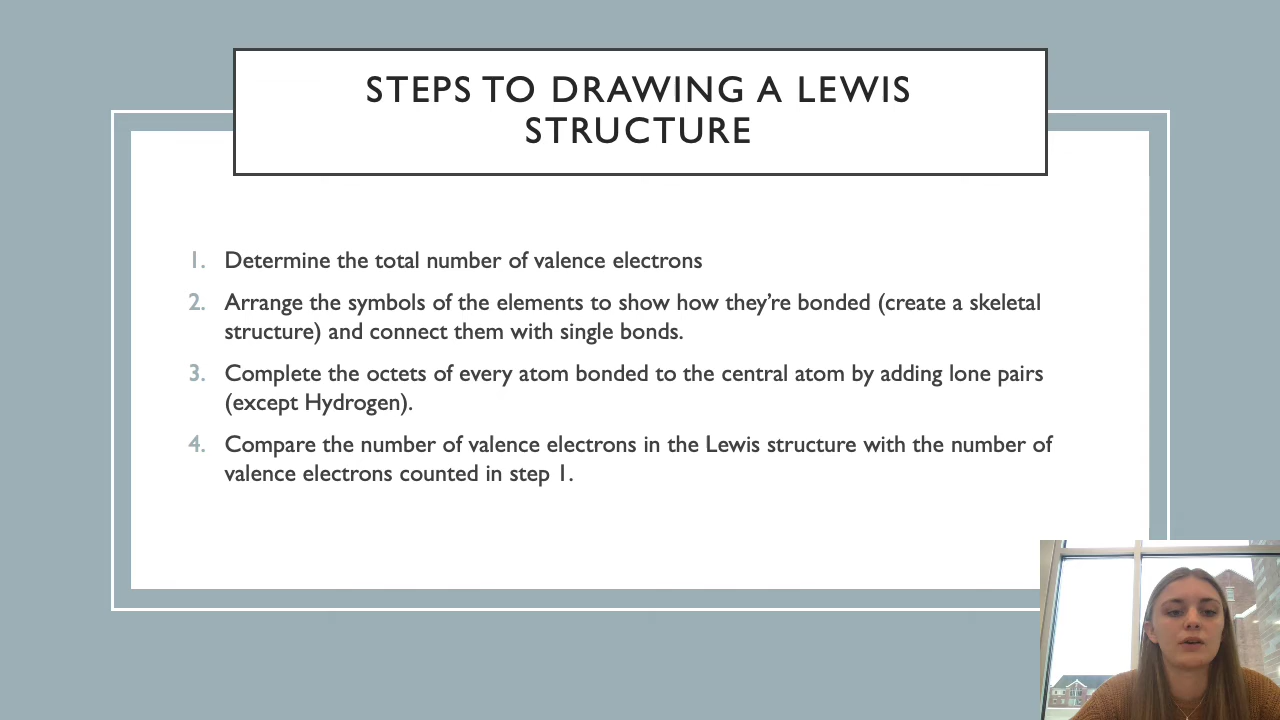 STEPS TO DRAWING A LEWIS
STRUCTURE
1. Determine the total number of valence electrons
2. Arrange the symbols of the elements to show how they’re bonded (create a skeletal
structure) and connect them with single bonds.
3. Complete the octets of every atom bonded to the central atom by adding lone pairs
(except Hydrogen).
4. Compare the number of valence electrons in the Lewis structure with the number of
valence electrons counted in step 1.